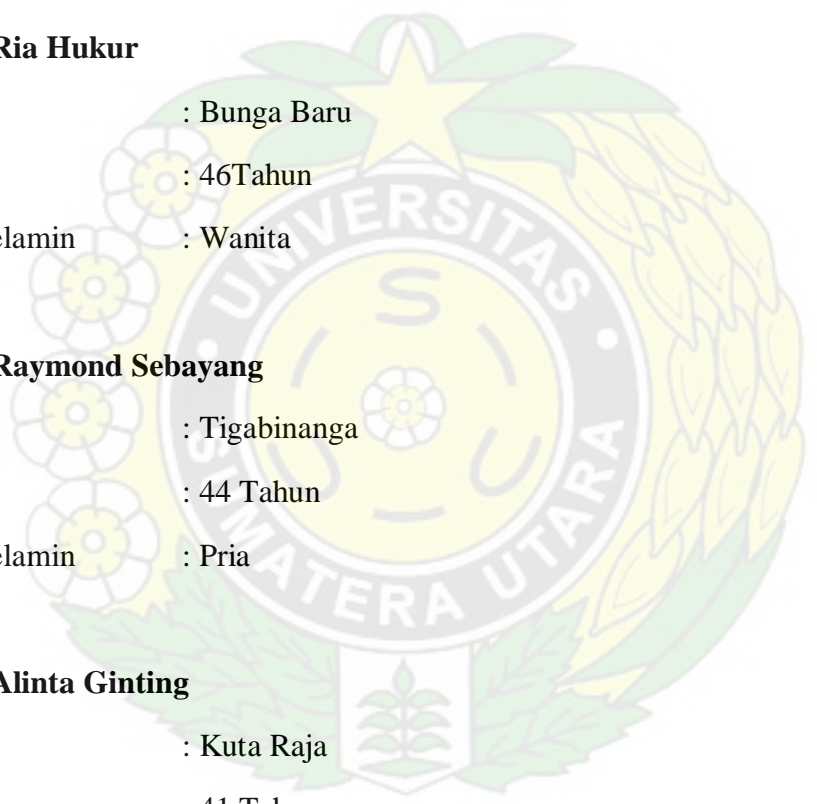 Ria Hukur
: Bunga Baru
: 46Tahun
elamin : Wanita
Raymond Sebayang
: Tigabinanga
: 44 Tahun
elamin : Pria
Alinta Ginting
: Kuta Raja
UNIVERSITAS
SUMATERA UTARA
S
U
U